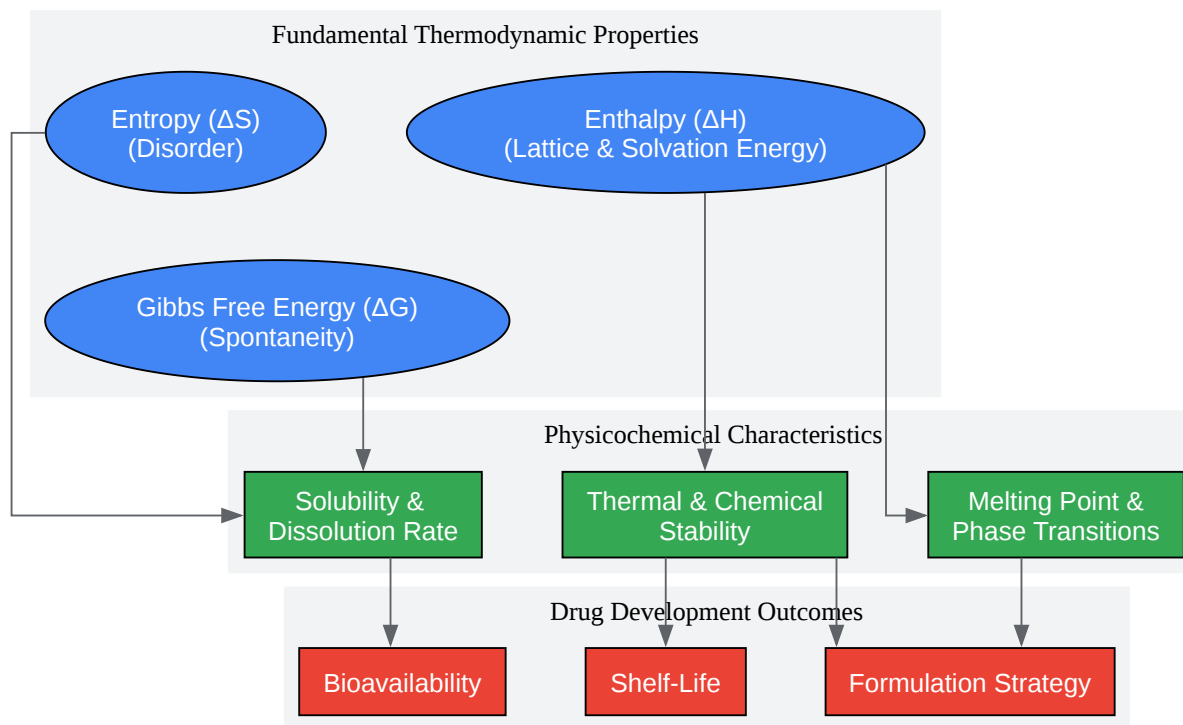 Fundamental Thermodynamic Properties
Entropy (ΔS)
(Disorder)
Enthalpy (ΔH)
(Lattice & Solvation Energy)
Gibbs Free Energy (ΔG)
(Spontaneity)
Physicochemical Characteristics
Solubility &
Dissolution Rate
Thermal & Chemical
Stability
Melting Point &
Phase Transitions
Drug Development Outcomes
Bioavailability
Shelf-Life
Formulation Strategy